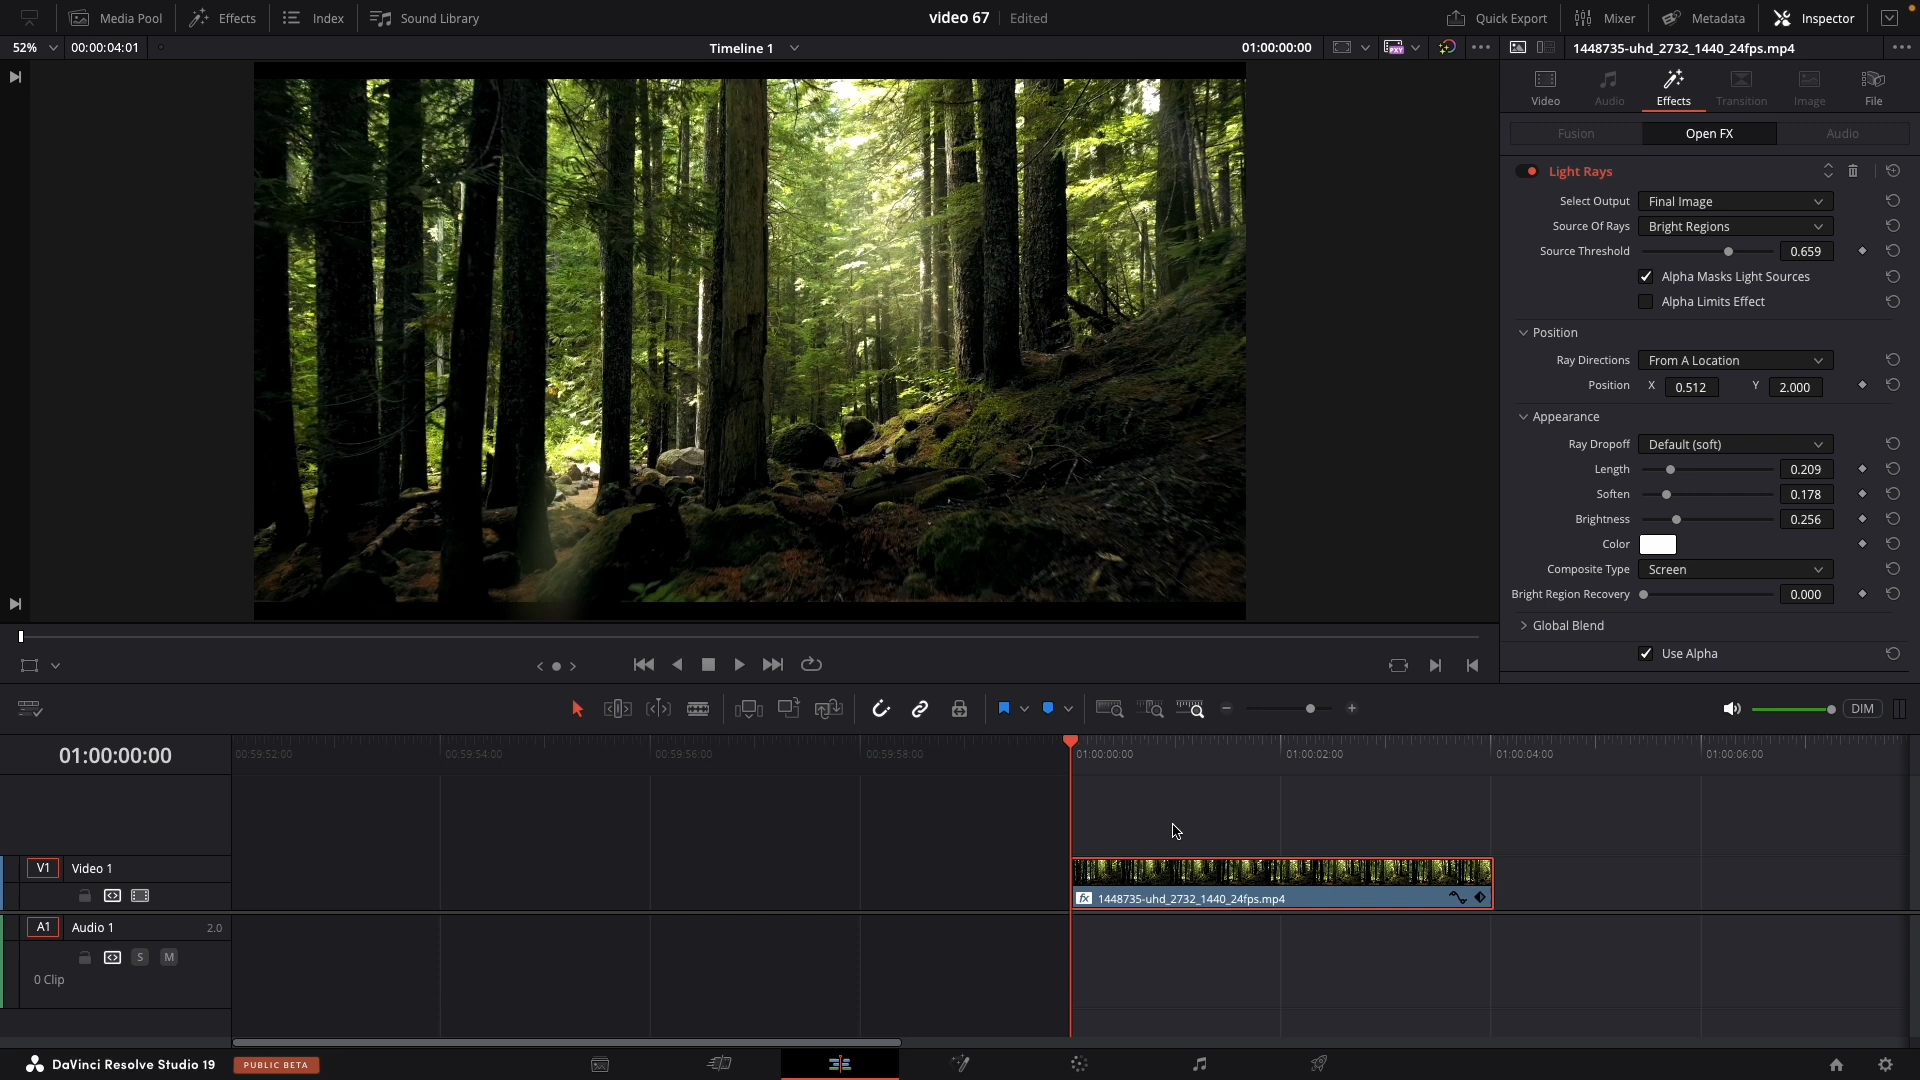 Media Pool Effects Index Sound Library video 67 Edited Quick Export Mixer Metadata Inspector
52% 00:00:04:01 Timeline 1 01:00:00:00 PXY 1448735-uhd_2732_1440_24fps.mp4
Video Audio Effects Transition Image File
Fusion Open FX Audio
Light Rays
Select Output Final Image
Source Of Rays Bright Regions
Source Threshold 0.659
Alpha Masks Light Sources
Alpha Limits Effect
Position
Ray Directions From A Location
Position X 0.512 Y 2.000
Appearance
Ray Dropoff Default (soft)
Length 0.209
Soften 0.178
Brightness 0.256
Color
Composite Type Screen
Bright Region Recovery 0.000
Global Blend
Use Alpha
DIM
01:00:00:00 00:59:52:00 00:59:54:00 00:59:56:00 00:59:58:00 01:00:00:00 01:00:02:00 01:00:04:00 01:00:06:00
V1 Video 1
fx 1448735-uhd_2732_1440_24fps.mp4
A1 Audio 1 2.0
S M
0 Clip
DaVinci Resolve Studio 19 PUBLIC BETA